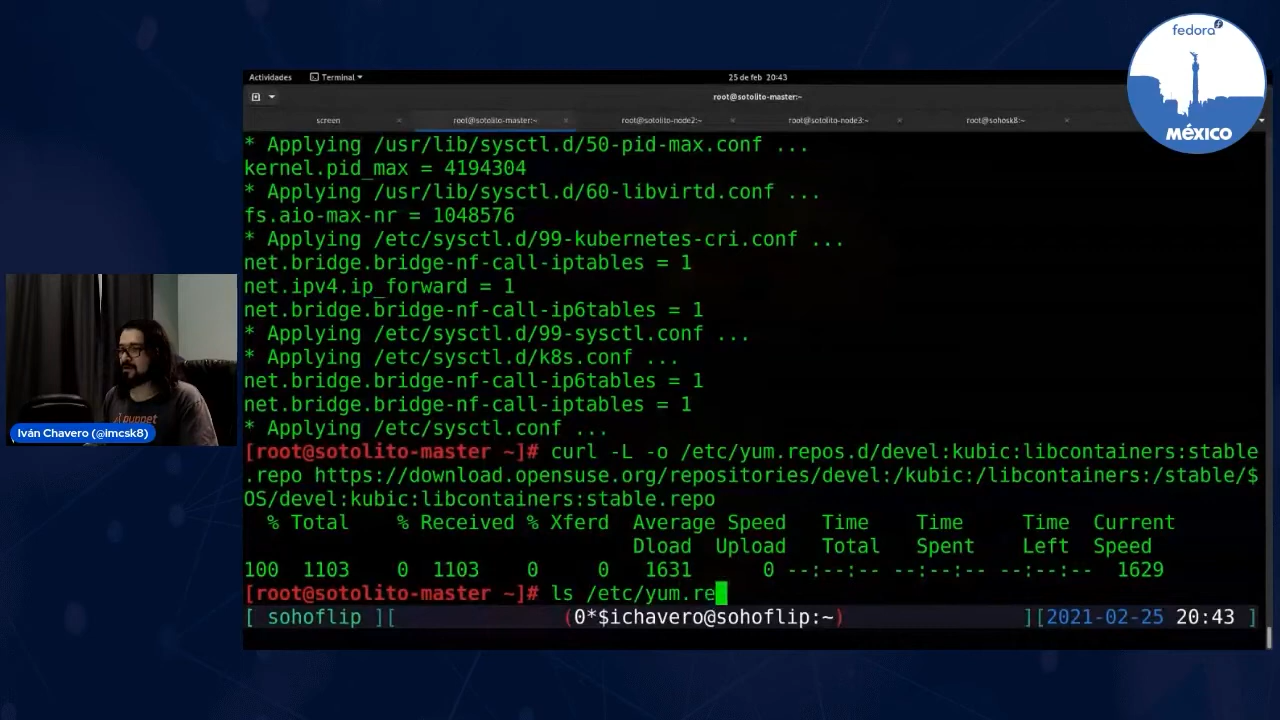 fedora
MÉXICO
Actividades Terminal 25 de feb 20:43
root@sotolito-master:~
screen × root@sotolito-master:~ × root@sotolito-node2:~ × root@sotolito-node3:~ × root@sohosk8:~ ×
* Applying /usr/lib/sysctl.d/50-pid-max.conf ...
kernel.pid_max = 4194304
* Applying /usr/lib/sysctl.d/60-libvirtd.conf ...
fs.aio-max-nr = 1048576
* Applying /etc/sysctl.d/99-kubernetes-cri.conf ...
net.bridge.bridge-nf-call-iptables = 1
net.ipv4.ip_forward = 1
net.bridge.bridge-nf-call-ip6tables = 1
* Applying /etc/sysctl.d/99-sysctl.conf ...
* Applying /etc/sysctl.d/k8s.conf ...
net.bridge.bridge-nf-call-ip6tables = 1
net.bridge.bridge-nf-call-iptables = 1
* Applying /etc/sysctl.conf ...
[root@sotolito-master ~]# curl -L -o /etc/yum.repos.d/devel:kubic:libcontainers:stable
.repo https://download.opensuse.org/repositories/devel:/kubic:/libcontainers:/stable/$
OS/devel:kubic:libcontainers:stable.repo
% Total % Received % Xferd Average Speed Time Time Time Current
Dload Upload Total Spent Left Speed
100 1103 0 1103 0 0 1631 0 --:--:-- --:--:-- --:--:-- 1629
[root@sotolito-master ~]# ls /etc/yum.re
[ sohoflip ][ (0*$ichavero@sohoflip:~) ][2021-02-25 20:43 ]
puppet
Iván Chavero (@imcsk8)